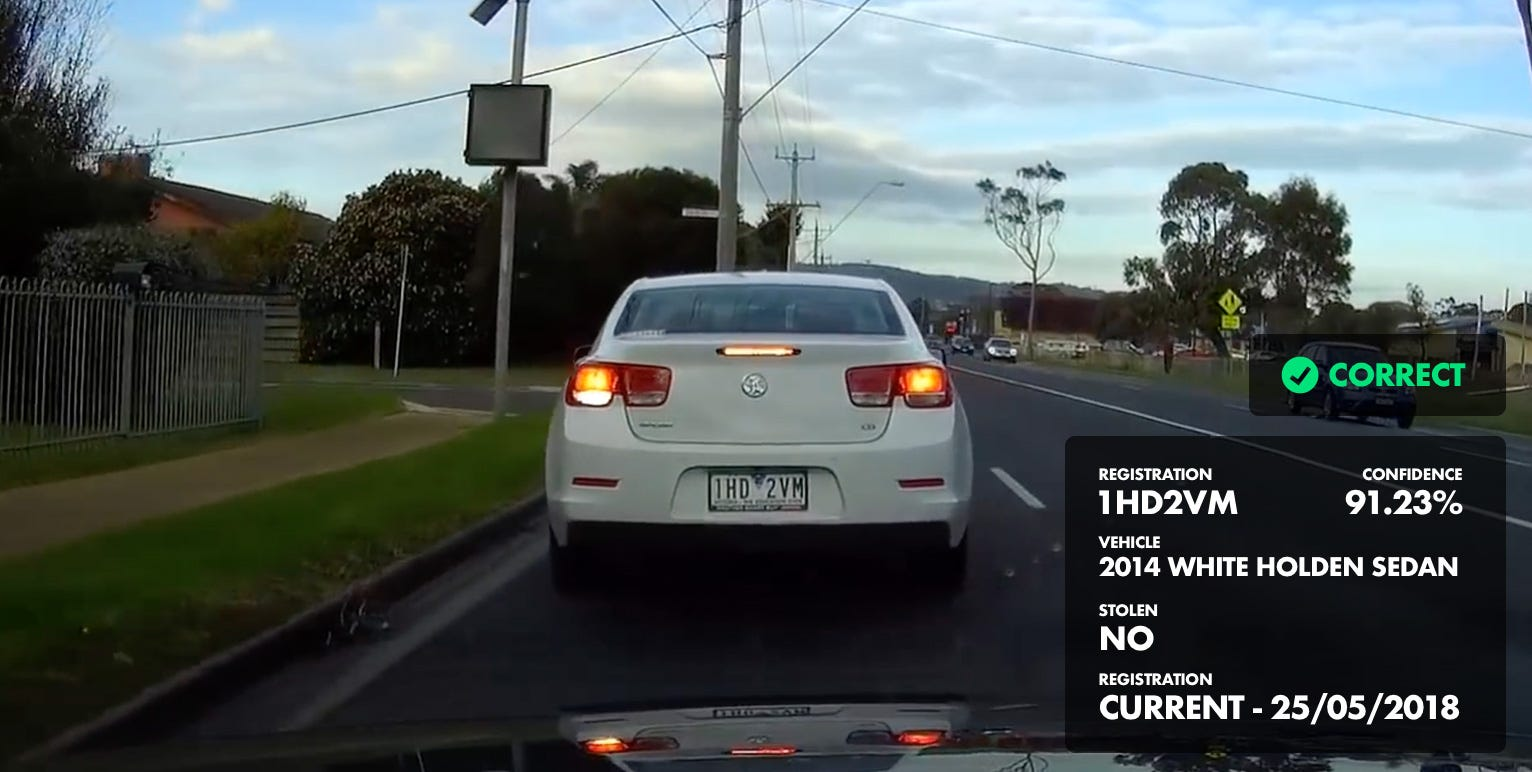 1HD 2VM
CORRECT
REGISTRATION CONFIDENCE
1HD2VM 91.23%
VEHICLE
2014 WHITE HOLDEN SEDAN
STOLEN
NO
REGISTRATION
CURRENT - 25/05/2018